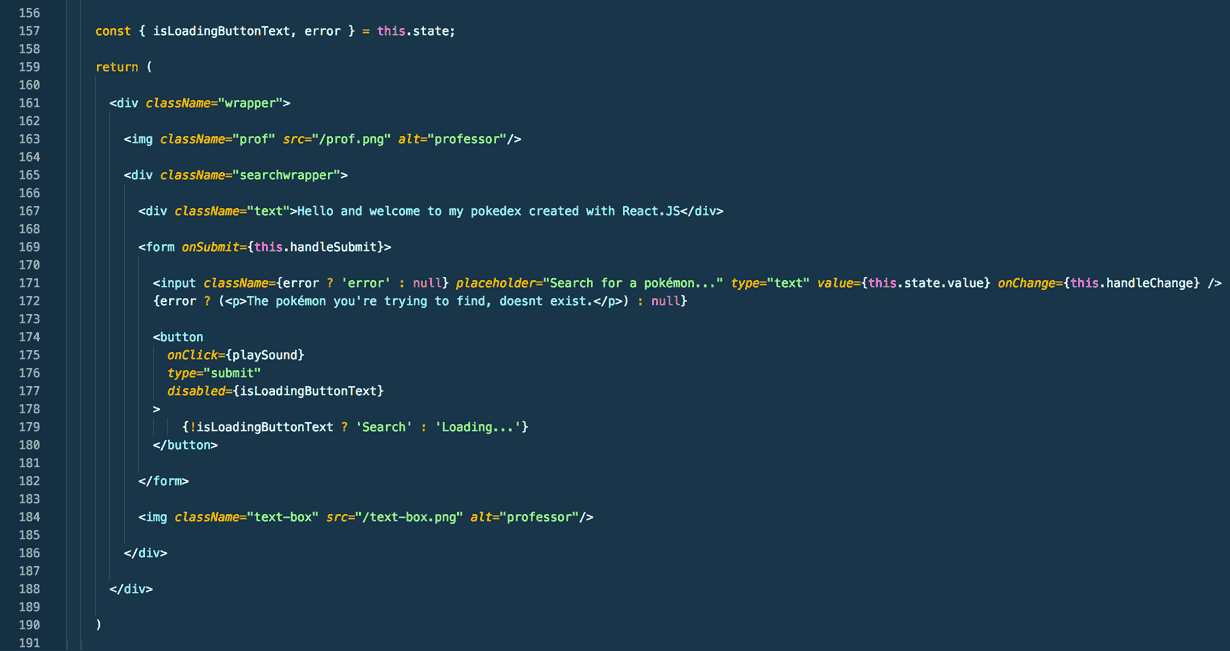 156
157 const { isLoadingButtonText, error } = this.state;
158
159 return (
160
161 <div className="wrapper">
162
163 <img className="prof" src="/prof.png" alt="professor"/>
164
165 <div className="searchwrapper">
166
167 <div className="text">Hello and welcome to my pokedex created with React.JS</div>
168
169 <form onSubmit={this.handleSubmit}>
170
171 <input className={error ? 'error' : null} placeholder="Search for a pokémon..." type="text" value={this.state.value} onChange={this.handleChange} />
172 {error ? (<p>The pokémon you're trying to find, doesnt exist.</p>) : null}
173
174 <button
175 onClick={playSound}
176 type="submit"
177 disabled={isLoadingButtonText}
178 >
179 {!isLoadingButtonText ? 'Search' : 'Loading...'}
180 </button>
181
182 </form>
183
184 <img className="text-box" src="/text-box.png" alt="professor"/>
185
186 </div>
187
188 </div>
189
190 )
191